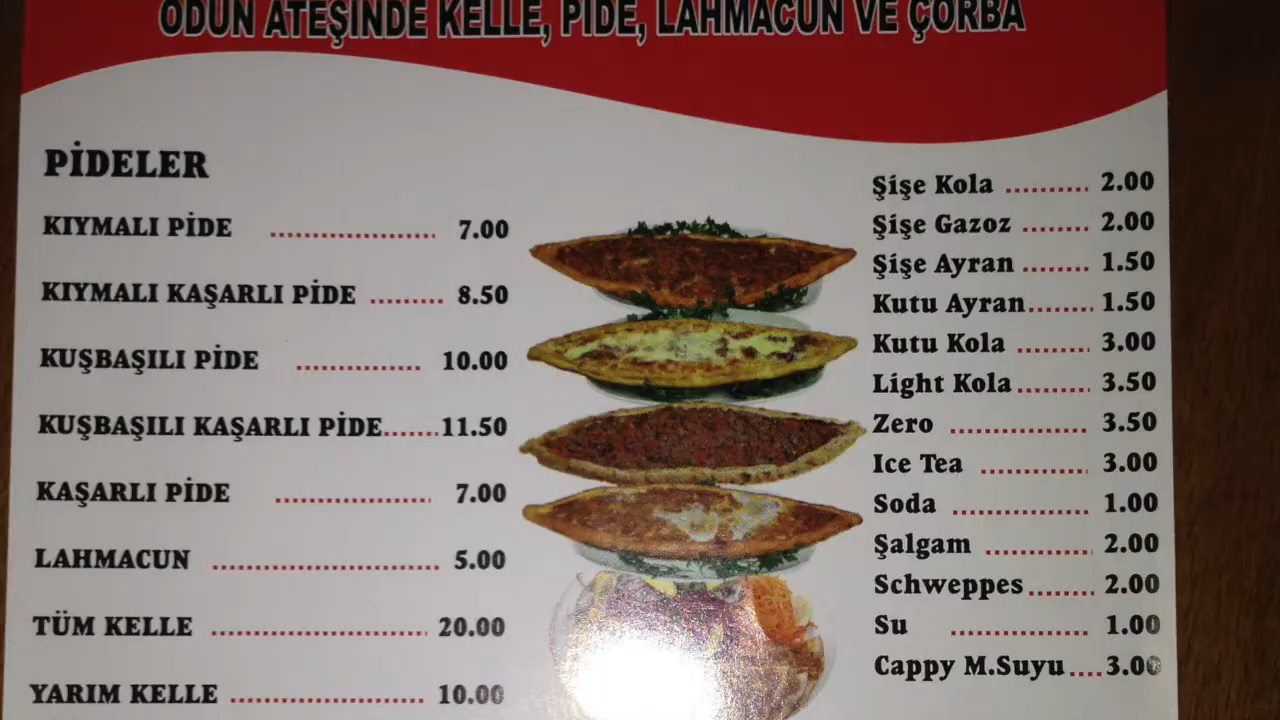 ODUN ATEŞİNDE KELLE, PİDE, LAHMACUN VE ÇORBA
PİDELER
KIYMALI PİDE ........................ 7.00
KIYMALI KAŞARLI PİDE ......... 8.50
KUŞBAŞILI PİDE ................. 10.00
KUŞBAŞILI KAŞARLI PİDE......11.50
KAŞARLI PİDE ..................... 7.00
LAHMACUN ............................... 5.00
TÜM KELLE .............................. 20.00
YARIM KELLE .......................... 10.00
Şişe Kola ......... 2.00
Şişe Gazoz ....... 2.00
Şişe Ayran ....... 1.50
Kutu Ayran....... 1.50
Kutu Kola ........ 3.00
Light Kola........ 3.50
Zero ............... 3.50
Ice Tea ............ 3.00
Soda ............... 1.00
Şalgam ............ 2.00
Schweppes....... 2.00
Su ............... 1.00
Cappy M.Suyu....3.00